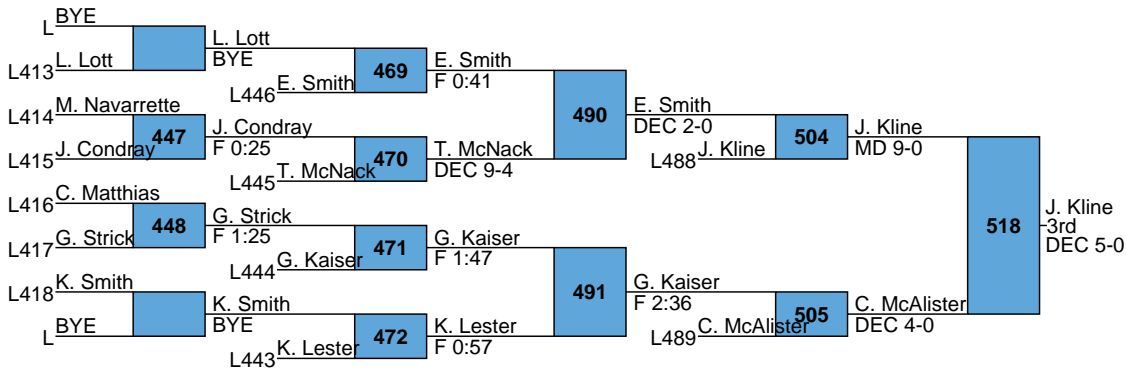 BYE
L
L. Lott
BYE
L413 L. Lott
469
E. Smith
F 0:41
L446 E. Smith
490
E. Smith
DEC 2-0
L414 M. Navarrette
447
J. Condray
F 0:25
L415 J. Condray
470
T. McNack
DEC 9-4
L445 T. McNack
504
J. Kline
MD 9-0
L488 J. Kline
L416 C. Matthias
448
G. Strick
F 1:25
L417 G. Strick
471
G. Kaiser
F 1:47
L444 G. Kaiser
518
J. Kline
3rd
DEC 5-0
491
G. Kaiser
F 2:36
L418 K. Smith
K. Smith
BYE
L BYE
472
K. Lester
F 0:57
L443 K. Lester
505
C. McAlister
DEC 4-0
L489 C. McAlister